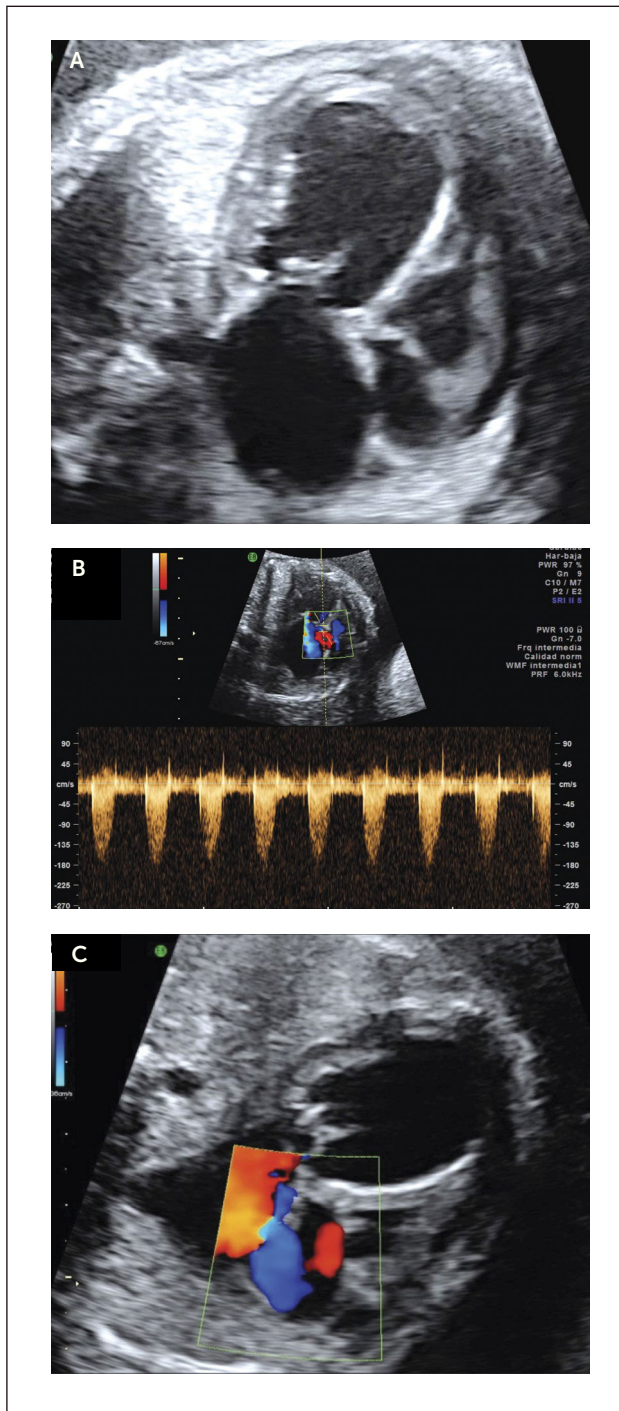 A
B
Har-baja
PWR 97 %
Gn 9
C10 / M7
P2 / E2
SRI II 5
PWR 100
Gn -7.0
Frq intermedia
Calidad norm
WMF intermedia1
PRF 6.0kHz
-67cm/s
90
45
cm/s
-45
-90
-135
-180
-225
-270
90
45
cm/s
-45
-90
-135
-180
-225
-270
C